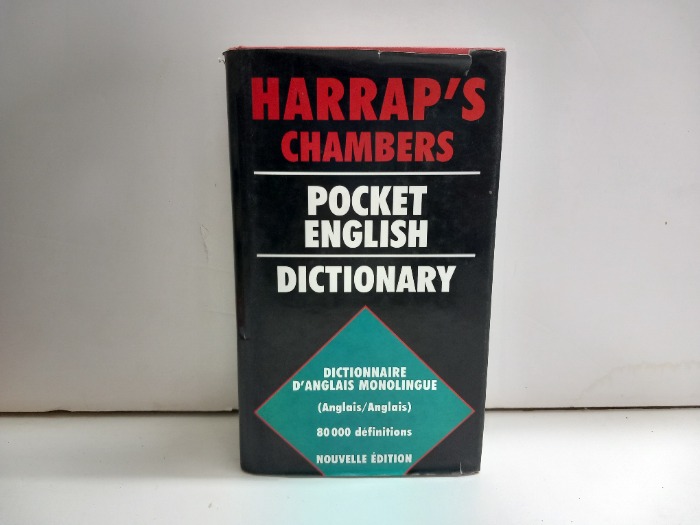 HARRAP'S
CHAMBERS
POCKET
ENGLISH
DICTIONARY
DICTIONNAIRE
D'ANGLAIS MONOLINGUE
(Anglais/Anglais)
80 000 définitions
NOUVELLE ÉDITION